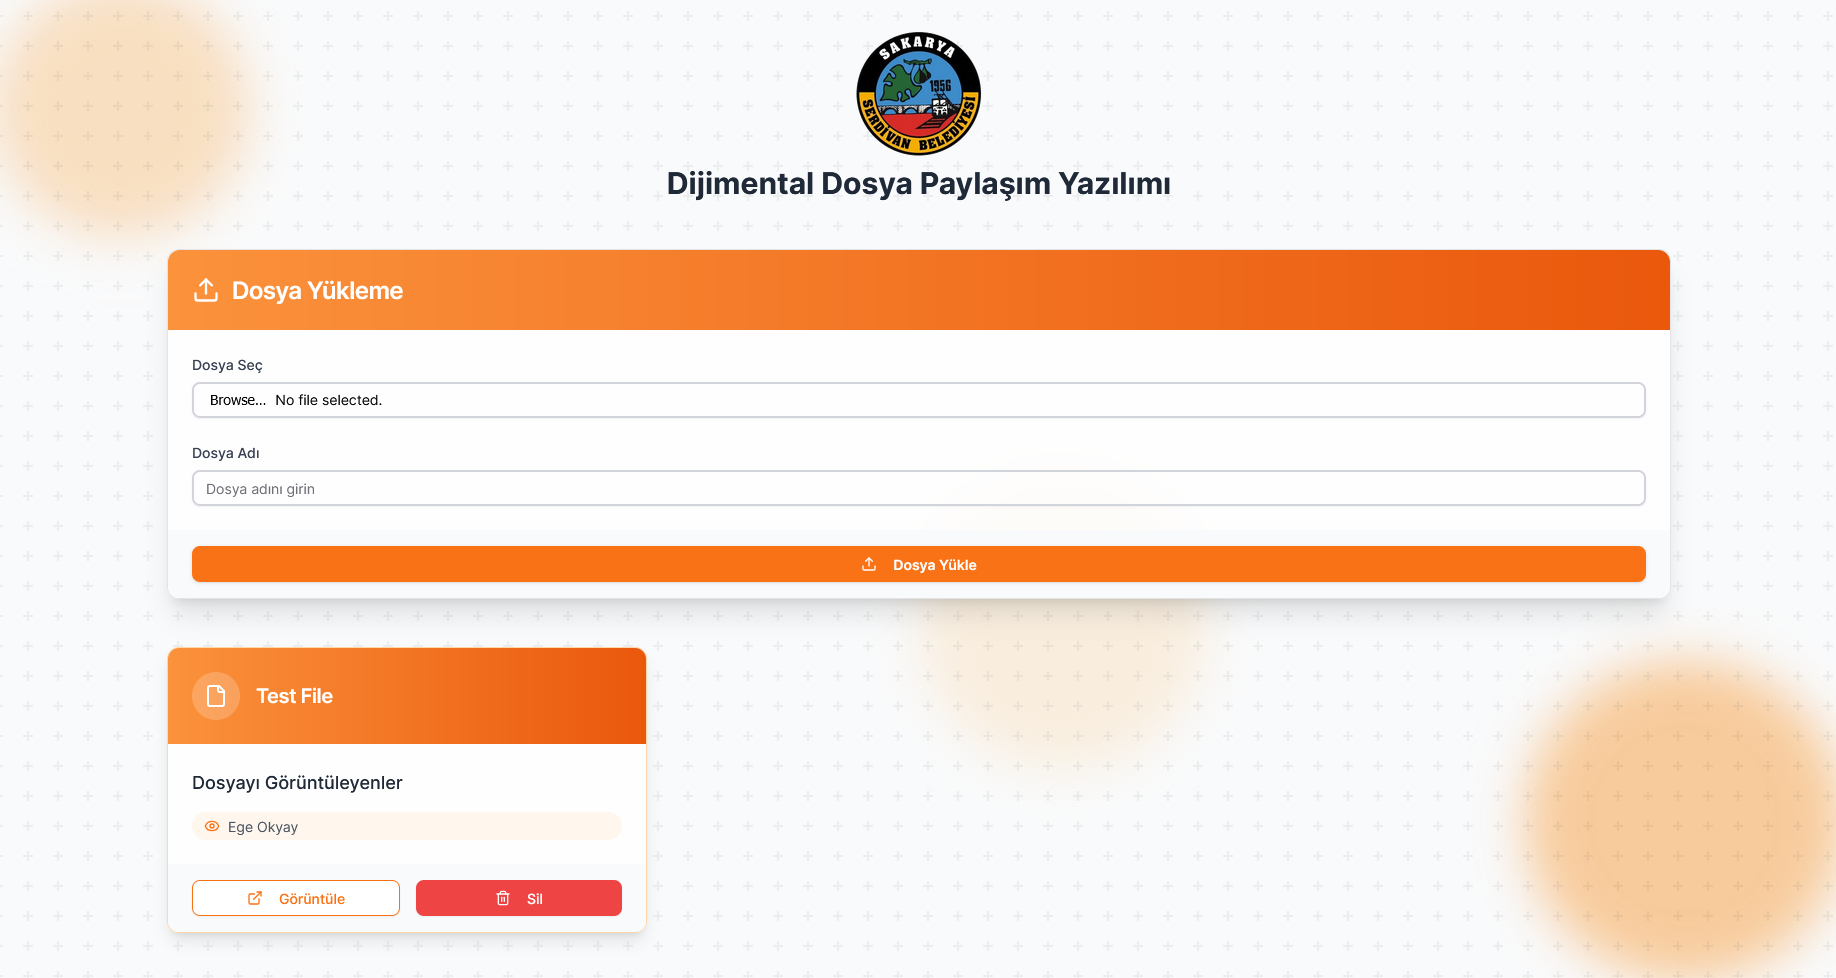 SAKARYA
1956
SERDİVAN BELEDİYESİ
Dijimental Dosya Paylaşım Yazılımı
Dosya Yükleme
Dosya Seç
Browse... No file selected.
Dosya Adı
Dosya adını girin
Dosya Yükle
Test File
Dosyayı Görüntüleyenler
Ege Okyay
Görüntüle
Sil